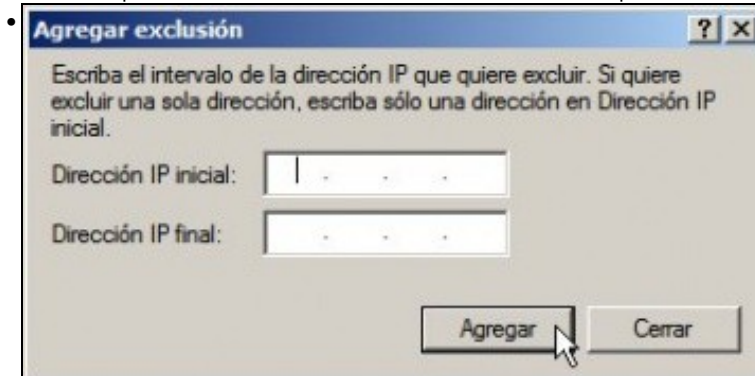 Agregar exclusión
Escriba el intervalo de la dirección IP que quiere excluir. Si quiere
excluir una sola dirección, escriba sólo una dirección en Dirección IP
inicial.
Dirección IP inicial:
Dirección IP final:
Agregar Cerrar